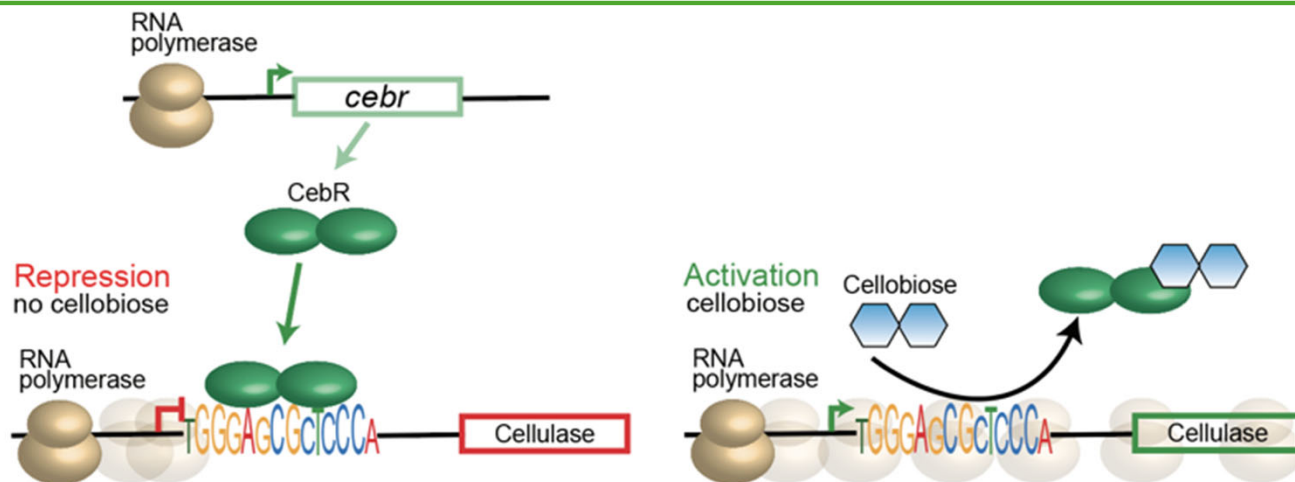 RNA
polymerase
cebr
CebR
Repression
no cellobiose
RNA
polymerase
TGGGAGCGCTCCCA
Cellulase
Activation
cellobiose
Cellobiose
RNA
polymerase
TGGGAGCGCTCCCA
Cellulase